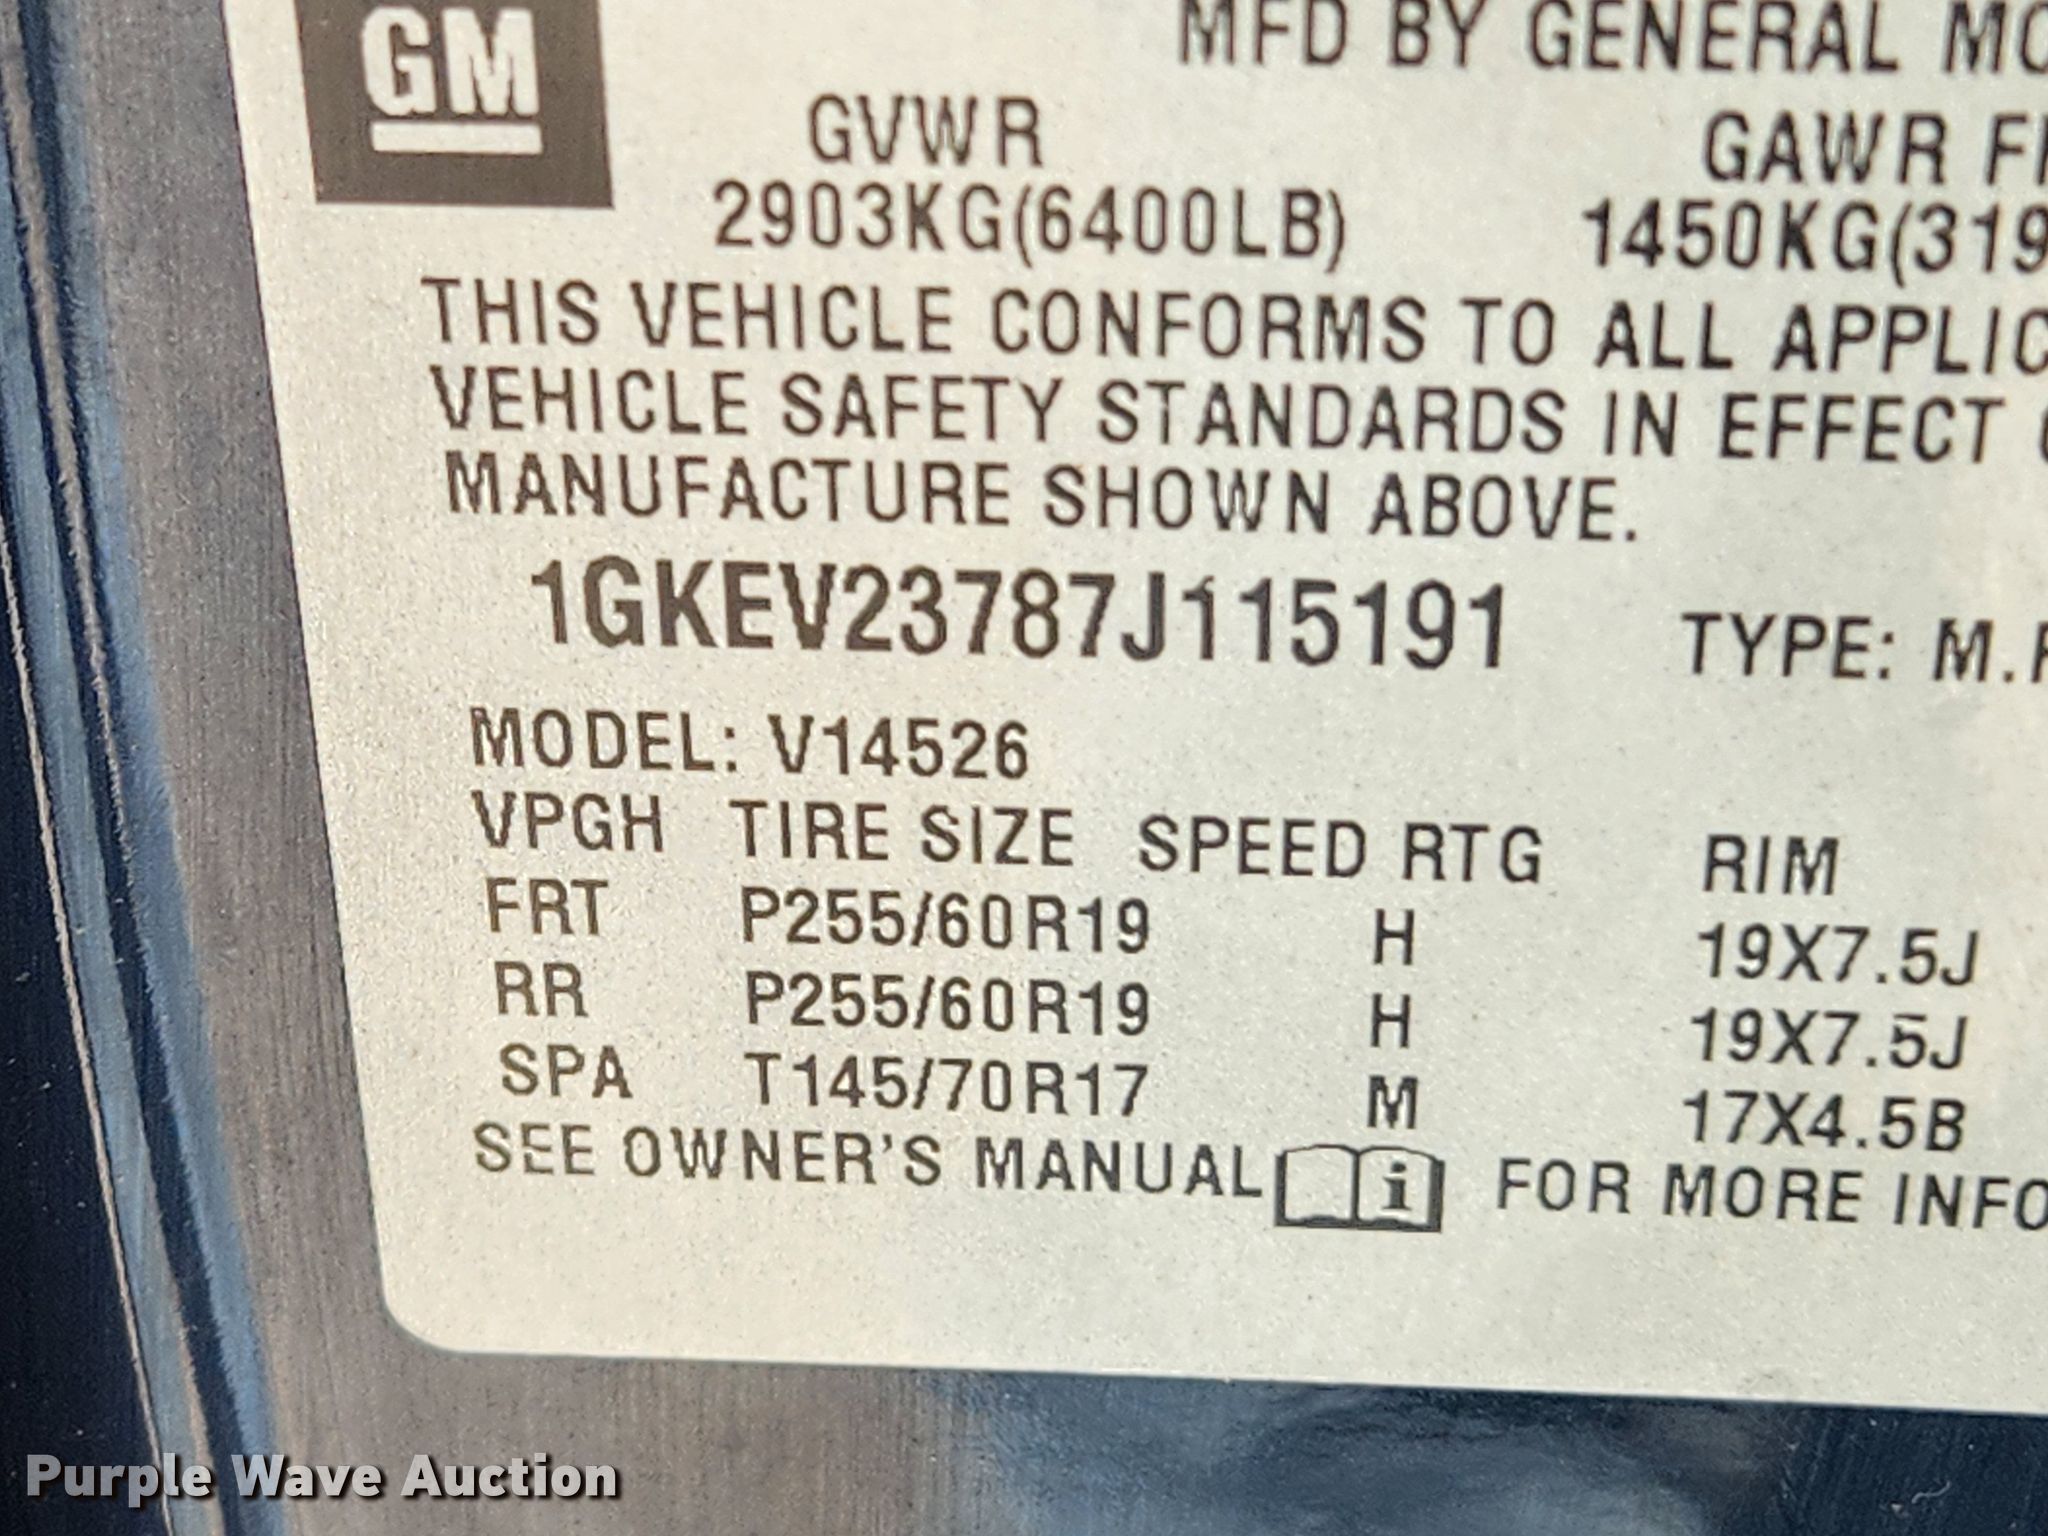 GM
MFD BY GENERAL MO
GVWR GAWR F
2903KG(6400LB) 1450KG(319
THIS VEHICLE CONFORMS TO ALL APPLIC
VEHICLE SAFETY STANDARDS IN EFFECT
MANUFACTURE SHOWN ABOVE.
1GKEV23787J115191 TYPE: M.
MODEL: V14526
VPGH TIRE SIZE SPEED RTG RIM
FRT P255/60R19 H 19X7.5J
RR P255/60R19 H 19X7.5J
SPA T145/70R17 M 17X4.5B
SEE OWNER'S MANUAL i FOR MORE INFO
Purple Wave Auction